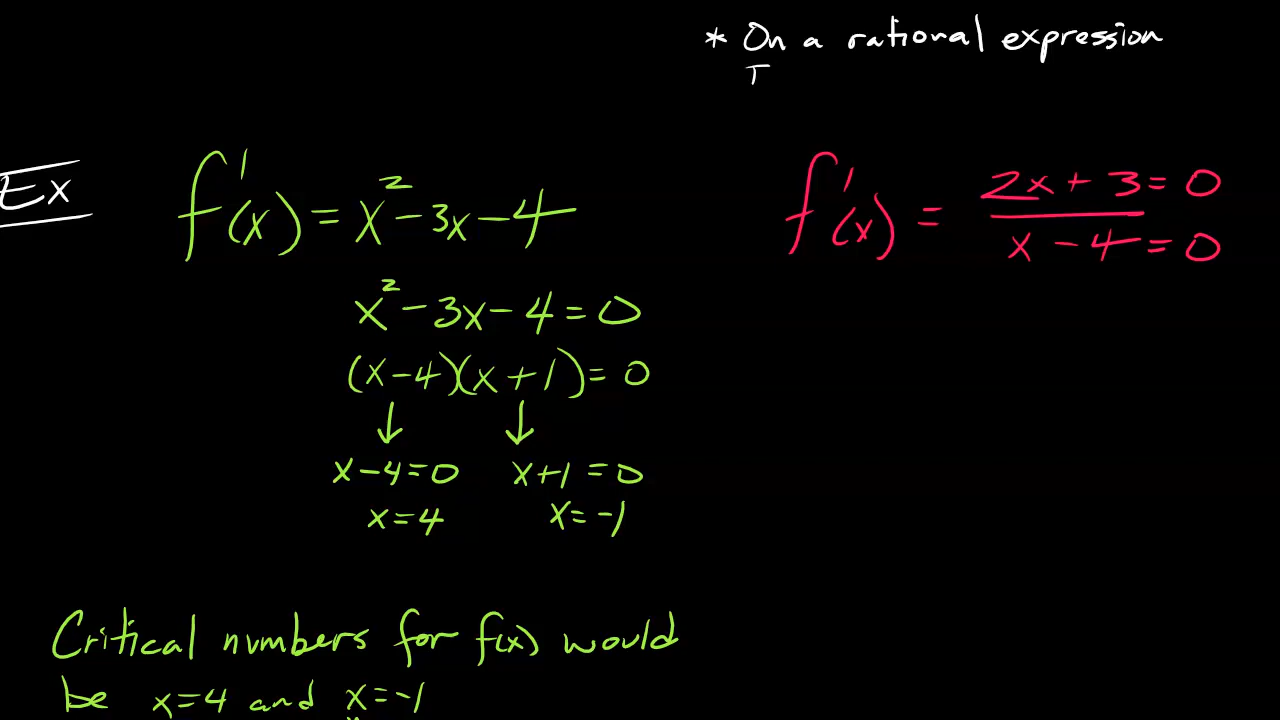 * On a rational expression
T
Ex
f'(x) = x² - 3x - 4
x² - 3x - 4 = 0
(x - 4)(x + 1) = 0
↓ ↓
x - 4 = 0 x + 1 = 0
x = 4 x = -1
Critical numbers for f(x) would
be x = 4 and x = -1
f'(x) =
2x + 3 = 0
x - 4 = 0